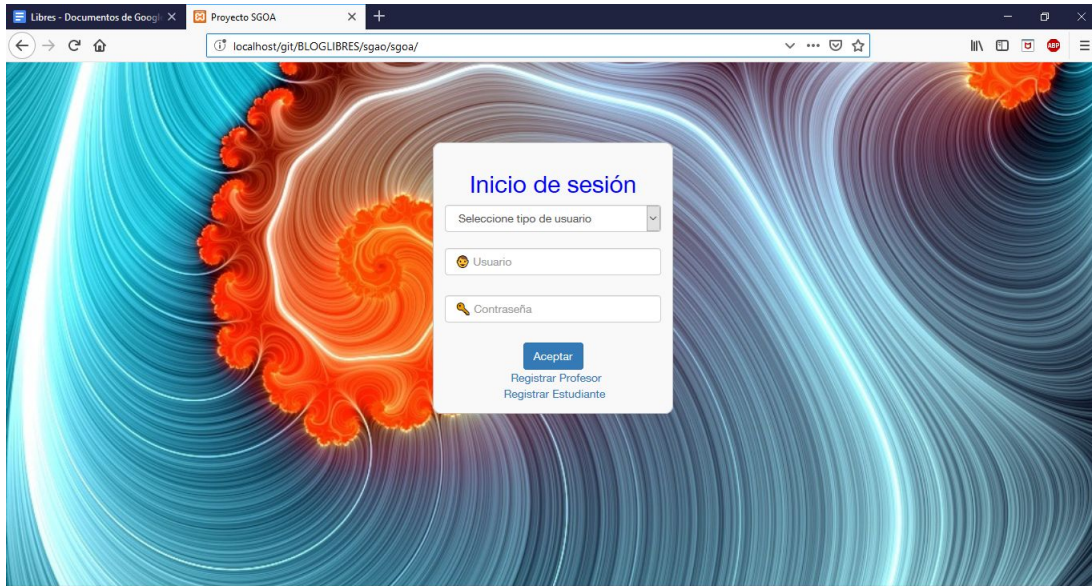 Libres - Documentos de Googl
Proyecto SGOA
localhost/git/BLOGLIBRES/sgao/sgoa/
ABP
Inicio de sesión
Seleccione tipo de usuario
Usuario
Contraseña
Aceptar
Registrar Profesor
Registrar Estudiante